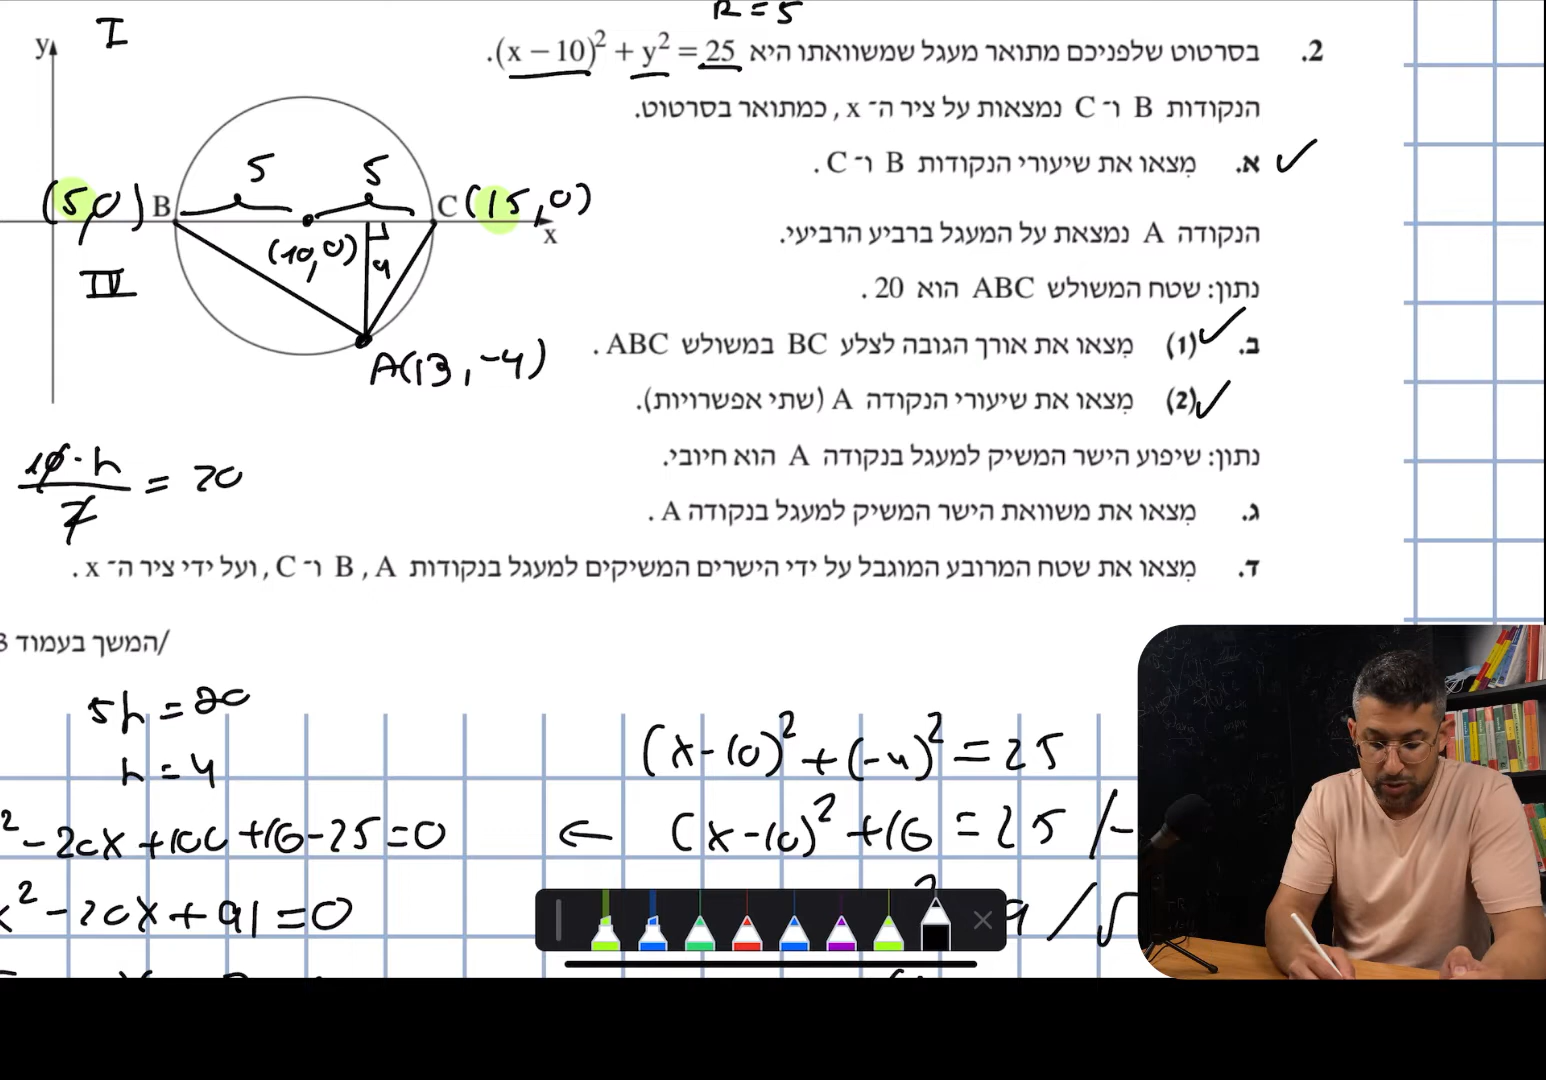 R = 5
2. בסרטוט שלפניכם מתואר מעגל שמשוואתו היא (x − 10)² + y² = 25.
הנקודות B ו־C נמצאות על ציר ה־x, כמתואר בסרטוט.
א. מִצאו את שיעורי הנקודות B ו־C.
הנקודה A נמצאת על המעגל ברביע הרביעי.
נתון: שטח המשולש ABC הוא 20.
ב. (1) מִצאו את אורך הגובה לצלע BC במשולש ABC.
(2) מִצאו את שיעורי הנקודה A (שתי אפשרויות).
נתון: שיפוע הישר המשיק למעגל בנקודה A הוא חיובי.
ג. מִצאו את משוואת הישר המשיק למעגל בנקודה A.
ד. מִצאו את שטח המרובע המוגבל על ידי הישרים המשיקים למעגל בנקודות A, B ו־C, ועל ידי ציר ה־x.
/המשך בעמוד 3
I
y
5 5
(5,0) B C (15,0)
x
(10,0) 4
IV
A(13,-4)
10·h/2 = 20
5h = 20
h = 4
(x-10)² + (-4)² = 25
← (x-10)² + 16 = 25 /-
² - 20x + 100 + 16 - 25 = 0
x² - 20x + 91 = 0
9 /√